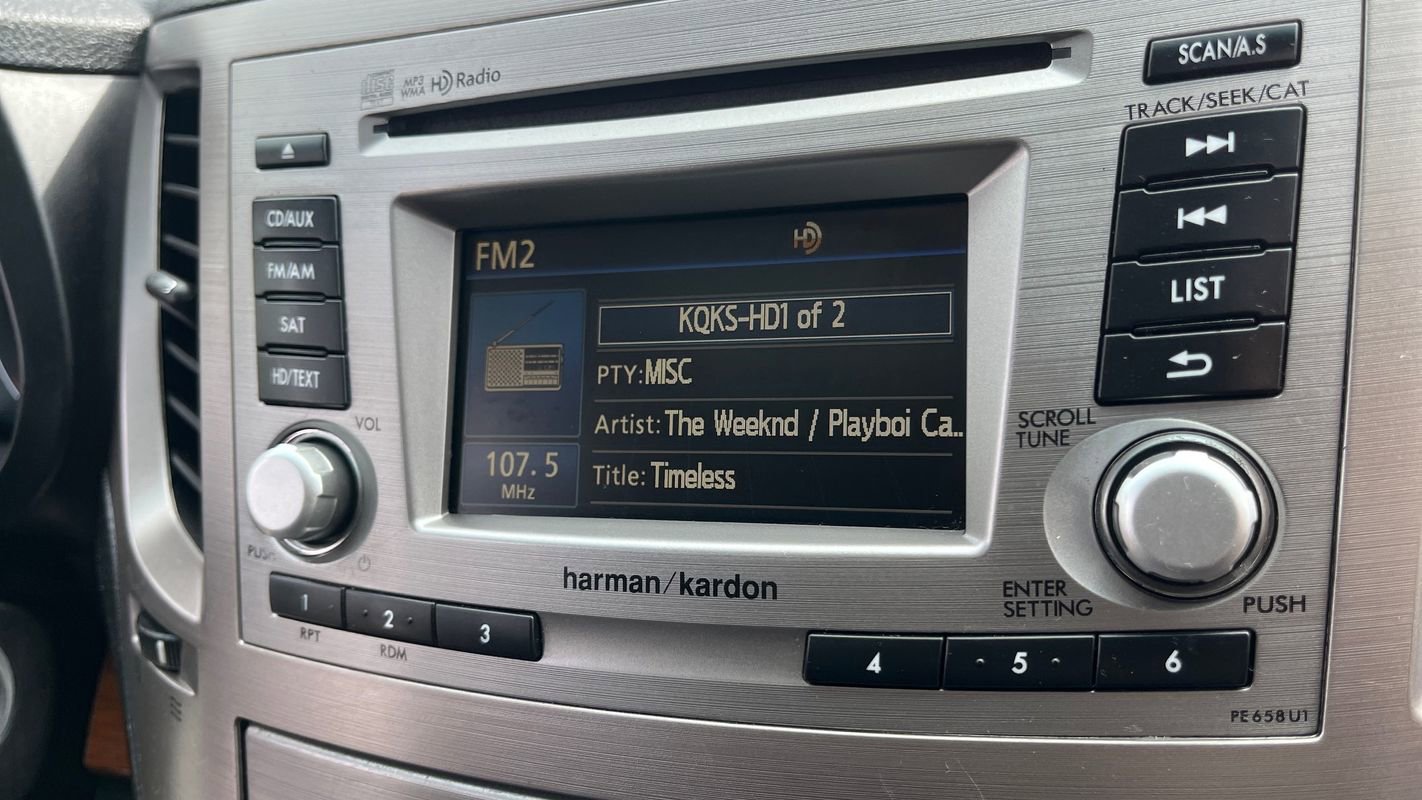 MP3
WMA
HD Radio
SCAN/A.S
TRACK/SEEK/CAT
CD/AUX
FM/AM
SAT
HD/TEXT
LIST
FM2
HD
KQKS-HD1 of 2
PTY:MISC
Artist: The Weeknd / Playboi Ca..
Title: Timeless
107.5
MHz
VOL
SCROLL
TUNE
PUSH
harman/kardon
ENTER
SETTING
PUSH
1
2
3
4
5
6
RPT
RDM
PE658U1